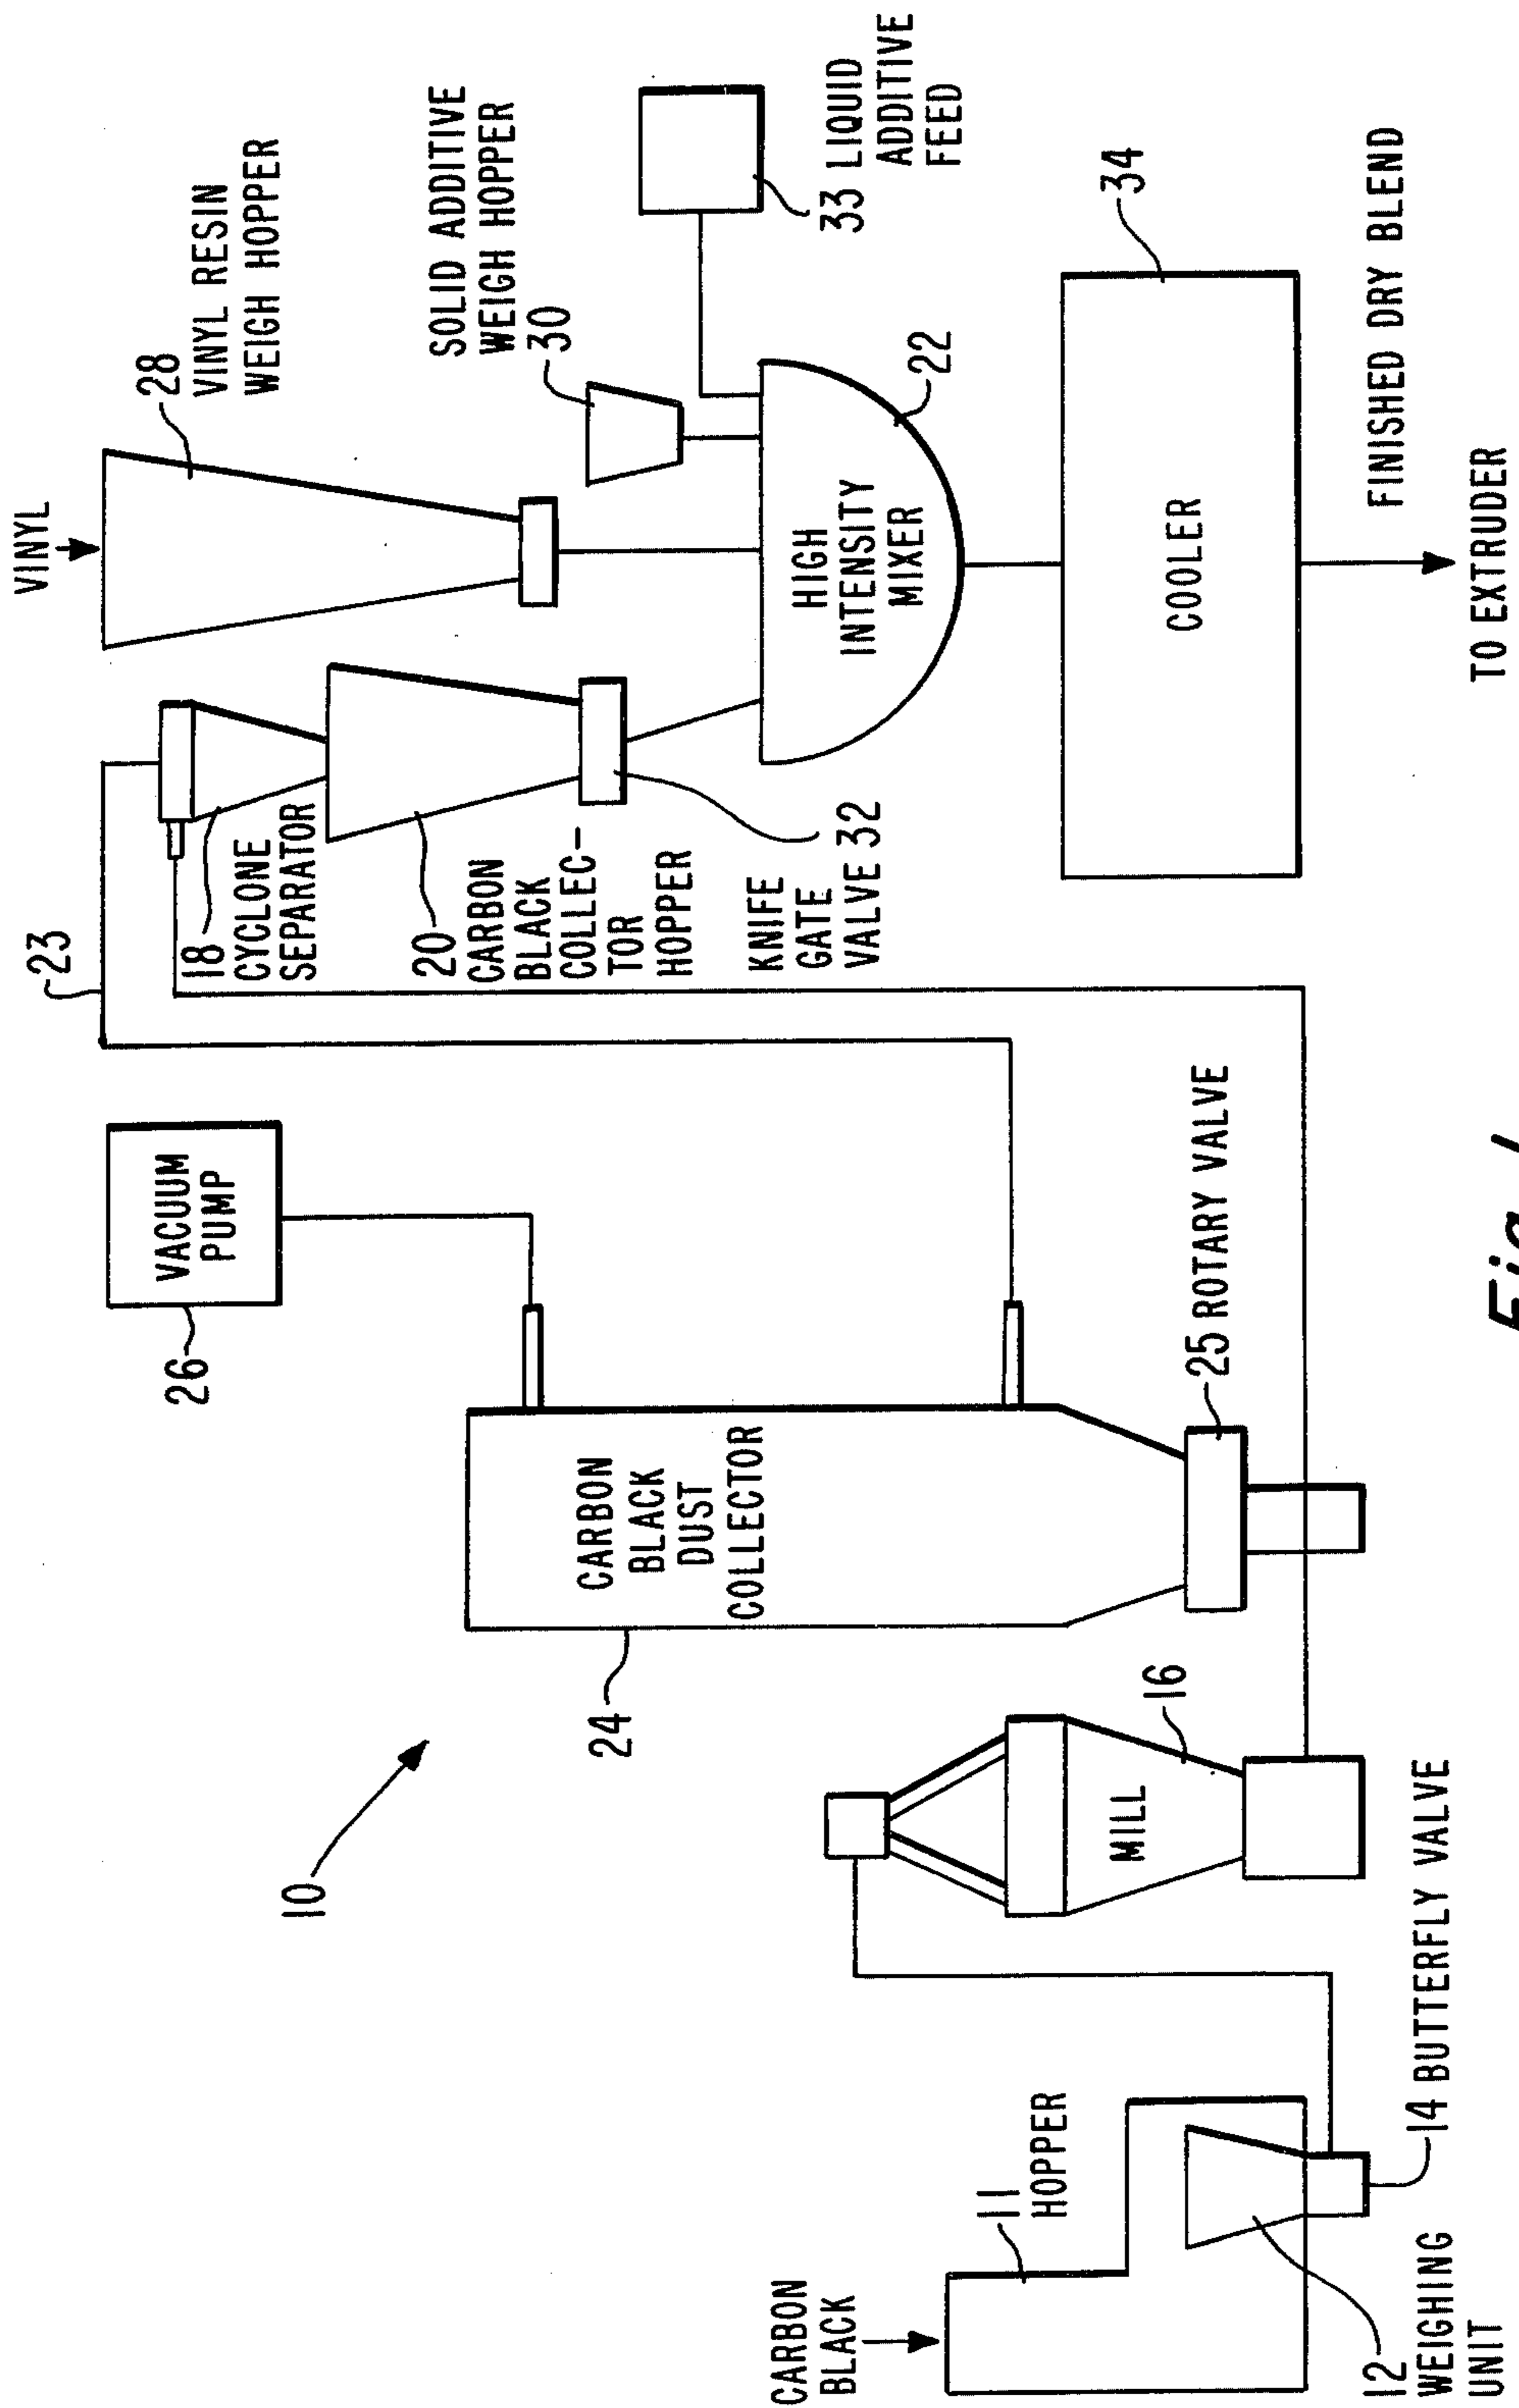 VINYL
28
VINYL RESIN
WEIGH HOPPER
SOLID ADDITIVE
WEIGH HOPPER
30
33 LIQUID
ADDITIVE
FEED
23
18
CYCLONE
SEPARATOR
20
CARBON
BLACK
COLLEC-
TOR
HOPPER
KNIFE
GATE
VALVE 32
HIGH
INTENSITY
MIXER
22
34
COOLER
FINISHED DRY BLEND
TO EXTRUDER
VACUUM
PUMP
26
CARBON
BLACK
DUST
COLLECTOR
24
25 ROTARY VALVE
10
16
MILL
CARBON
BLACK
11
HOPPER
12
WEIGHING
UNIT
14 BUTTERFLY VALVE
Fig. 1